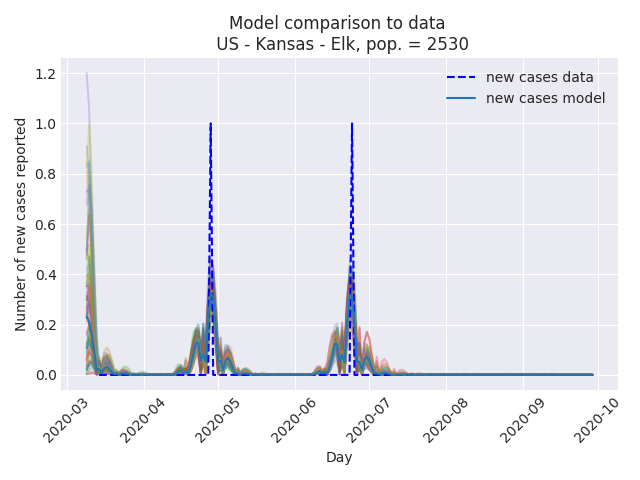 Model comparison to data
US - Kansas - Elk, pop. = 2530
new cases data
new cases model
Number of new cases reported
1.2
1.0
0.8
0.6
0.4
0.2
0.0
2020-03
2020-04
2020-05
2020-06
2020-07
2020-08
2020-09
2020-10
Day